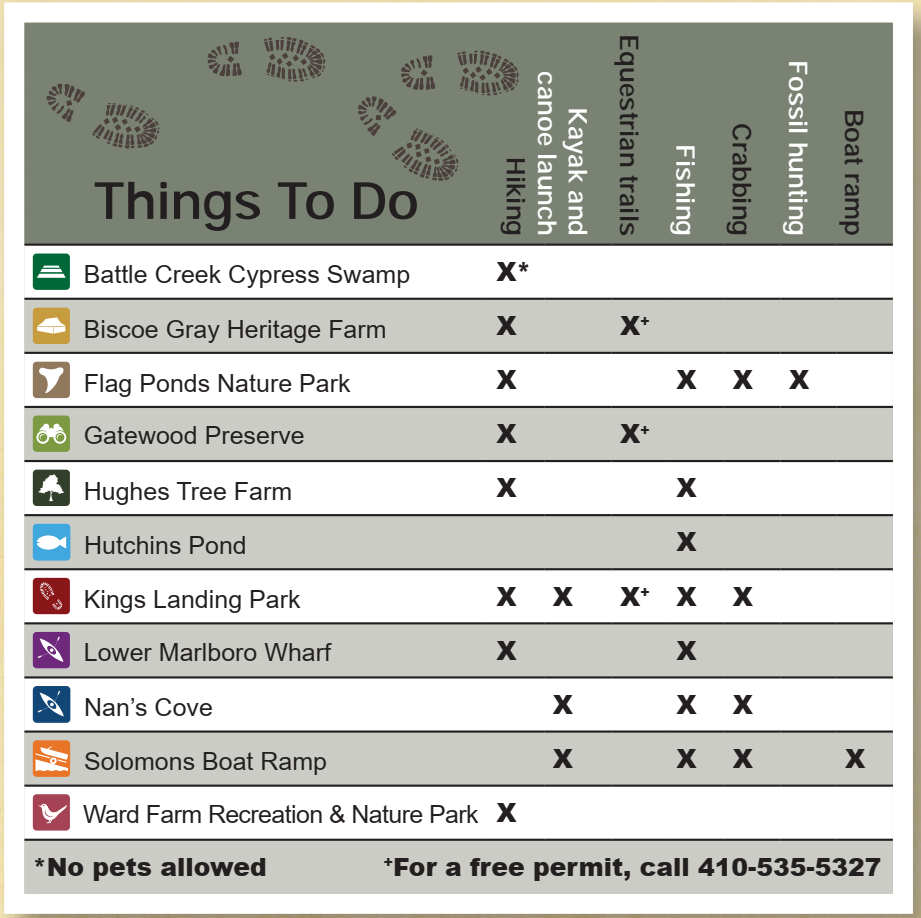 Things To Do
Hiking
Kayak and
canoe launch
Equestrian trails
Fishing
Crabbing
Fossil hunting
Boat ramp
Battle Creek Cypress Swamp X*
Biscoe Gray Heritage Farm X X+
Flag Ponds Nature Park X X X X
Gatewood Preserve X X+
Hughes Tree Farm X X
Hutchins Pond X
Kings Landing Park X X X+ X X
Lower Marlboro Wharf X X
Nan’s Cove X X X
Solomons Boat Ramp X X X X
Ward Farm Recreation & Nature Park X
*No pets allowed +For a free permit, call 410-535-5327